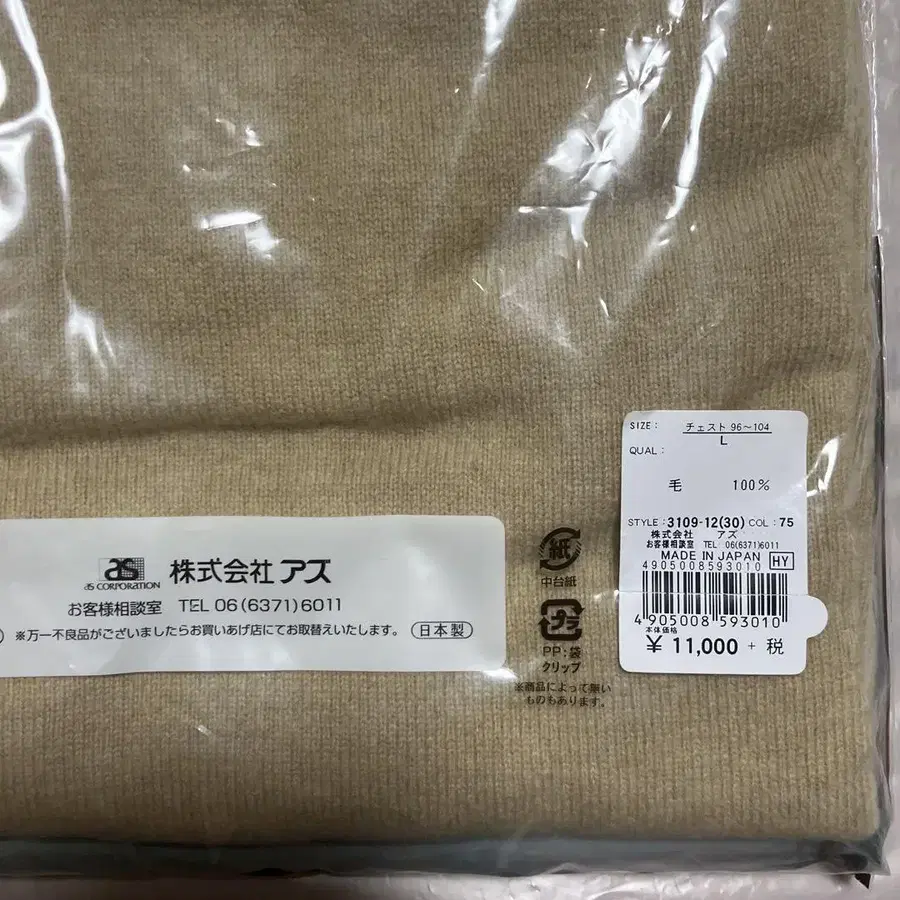 as
as CORPORATION
株式会社 アズ
お客様相談室 TEL 06(6371)6011
※万一不良品がございましたらお買いあげ店にてお取替えいたします。
日本製
紙
中台紙
プラ
PP:袋
クリップ
※商品によって無い
ものもあります。
SIZE: チェスト 96〜104
L
QUAL:
毛 100%
STYLE: 3109-12(30) COL: 75
株式会社 アズ
お客様相談室 TEL 06(6371)6011
MADE IN JAPAN
HY
4905008593010
4 905008 593010
本体価格
¥ 11,000 + 税